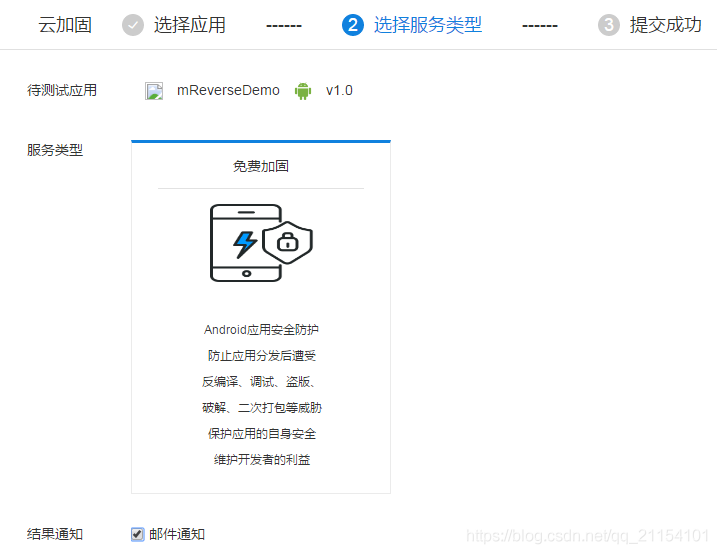 云加固 选择应用 ------ 2 选择服务类型 ------ 3 提交成功
待测试应用 mReverseDemo v1.0
服务类型
免费加固
Android应用安全防护
防止应用分发后遭受
反编译、调试、盗版、
破解、二次打包等威胁
保护应用的自身安全
维护开发者的利益
结果通知 邮件通知
https://blog.csdn.net/qq_21154101